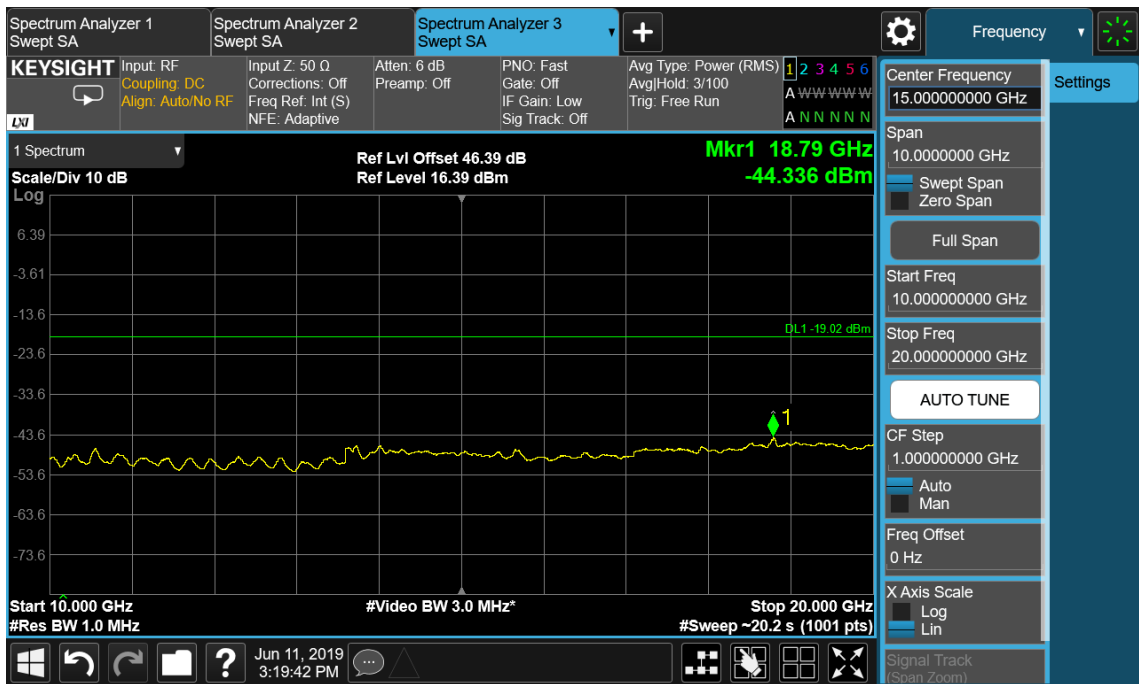 Spectrum Analyzer 1
Swept SA
Spectrum Analyzer 2
Swept SA
Spectrum Analyzer 3
Swept SA
Frequency
KEYSIGHT
LXI
Input: RF
Coupling: DC
Align: Auto/No RF
Input Z: 50 Ω
Corrections: Off
Freq Ref: Int (S)
NFE: Adaptive
Atten: 6 dB
Preamp: Off
PNO: Fast
Gate: Off
IF Gain: Low
Sig Track: Off
Avg Type: Power (RMS)
Avg|Hold: 3/100
Trig: Free Run
1 2 3 4 5 6
A W W W W W
A N N N N N
1 Spectrum
Scale/Div 10 dB
Log
Ref Lvl Offset 46.39 dB
Ref Level 16.39 dBm
Mkr1 18.79 GHz
-44.336 dBm
6.39
-3.61
-13.6
-23.6
-33.6
-43.6
-53.6
-63.6
-73.6
DL1 -19.02 dBm
1
Start 10.000 GHz
#Res BW 1.0 MHz
#Video BW 3.0 MHz*
Stop 20.000 GHz
#Sweep ~20.2 s (1001 pts)
Center Frequency
15.000000000 GHz
Span
10.0000000 GHz
Swept Span
Zero Span
Full Span
Start Freq
10.000000000 GHz
Stop Freq
20.000000000 GHz
AUTO TUNE
CF Step
1.000000000 GHz
Auto
Man
Freq Offset
0 Hz
X Axis Scale
Log
Lin
Signal Track
(Span Zoom)
Settings
?
Jun 11, 2019
3:19:42 PM